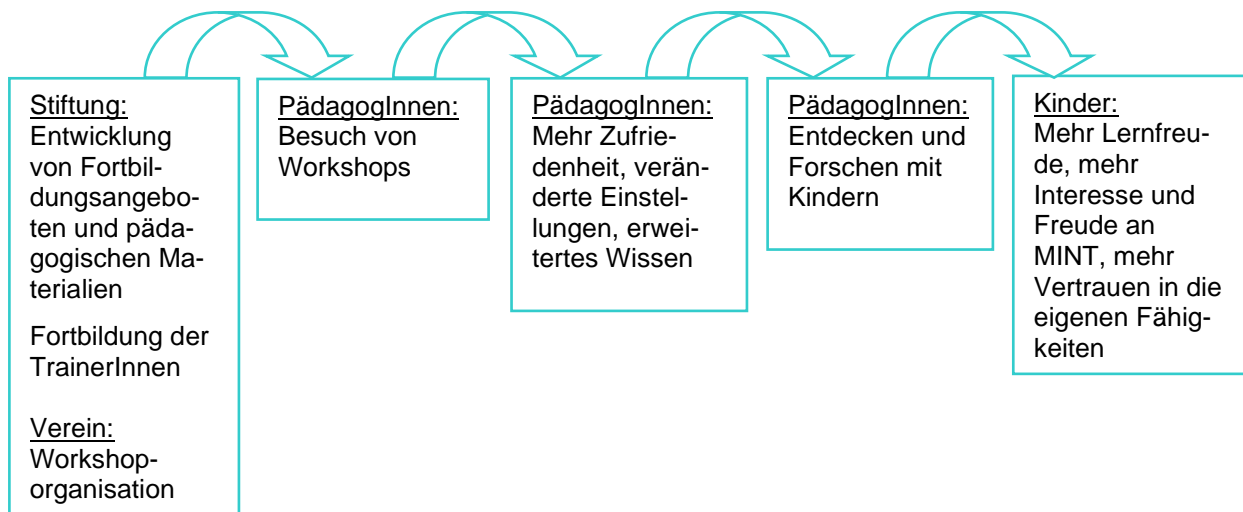 Stiftung:
Entwicklung
von Fortbil-
dungsangebo-
ten und päda-
gogischen Ma-
terialien
Fortbildung der
TrainerInnen
Verein:
Workshop-
organisation
PädagogInnen:
Besuch von
Workshops
PädagogInnen:
Mehr Zufrie-
denheit, verän-
derte Einstel-
lungen, erwei-
tertes Wissen
PädagogInnen:
Entdecken und
Forschen mit
Kindern
Kinder:
Mehr Lernfreu-
de, mehr
Interesse und
Freude an
MINT, mehr
Vertrauen in die
eigenen Fähig-
keiten